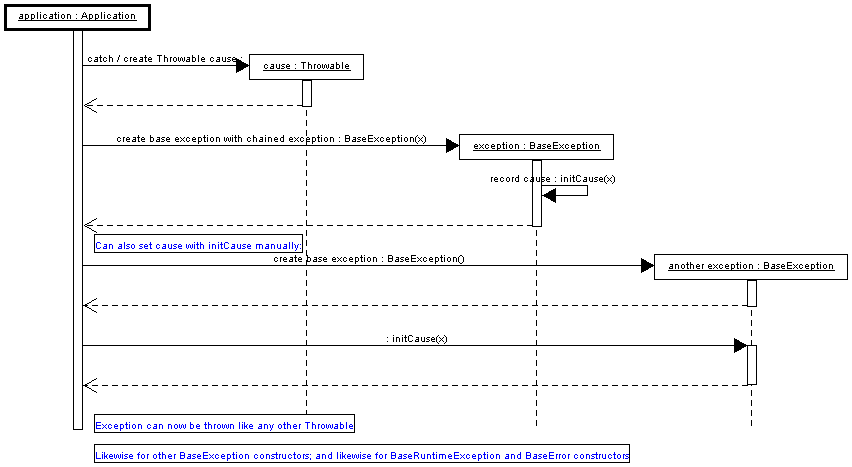 application : Application
catch / create Throwable cause :
cause : Throwable
create base exception with chained exception : BaseException(x)
exception : BaseException
record cause : initCause(x)
Can also set cause with initCause manually:
create base exception : BaseException()
another exception : BaseException
: initCause(x)
Exception can now be thrown like any other Throwable
Likewise for other BaseException constructors; and likewise for BaseRuntimeException and BaseError constructors